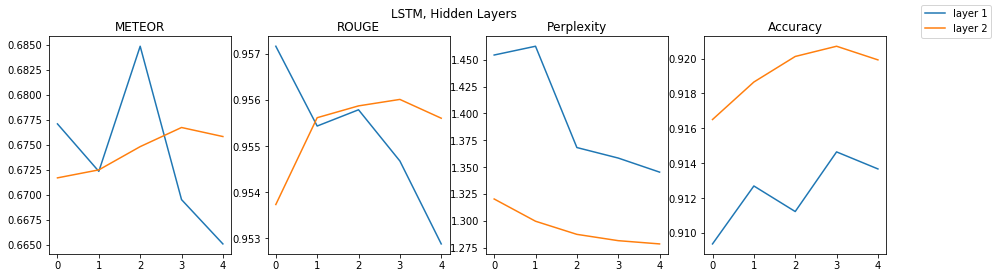 LSTM, Hidden Layers
layer 1
layer 2
METEOR
0.6850
0.6825
0.6800
0.6775
0.6750
0.6725
0.6700
0.6675
0.6650
0 1 2 3 4
ROUGE
0.957
0.956
0.955
0.954
0.953
0 1 2 3 4
Perplexity
1.450
1.425
1.400
1.375
1.350
1.325
1.300
1.275
0 1 2 3 4
Accuracy
0.920
0.918
0.916
0.914
0.912
0.910
0 1 2 3 4